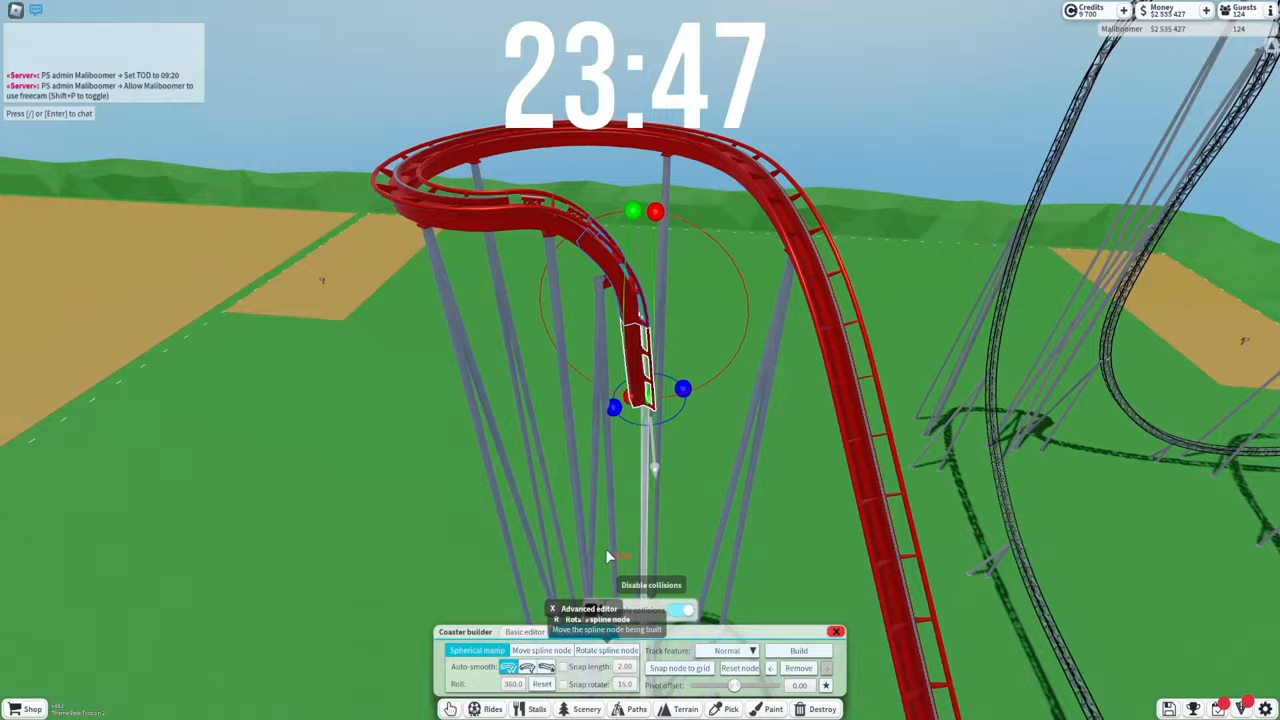 23:47
Credits
9 700
Money
$2 535 427
Guests
124
Maliboomer $2 535 427 124
«Server»: PS admin Maliboomer → Set TOD to 09:20
«Server»: PS admin Maliboomer → Allow Maliboomer to
use freecam (Shift+P to toggle)
Press [/] or [Enter] to chat
Disable collisions
X Advanced editor
R Rotate spline node
Move the spline node being built
Coaster builder Basic editor
Spherical manip Move spline node Rotate spline node Track feature: Normal Build
Auto-smooth: Snap length: 2.00 Snap node to grid Reset node Remove
Roll: 360.0 Reset Snap rotate: 15.0 Pivot offset: 0.00
v483
Theme Park Tycoon 2
Shop Rides Stalls Scenery Paths Terrain Pick Paint Destroy